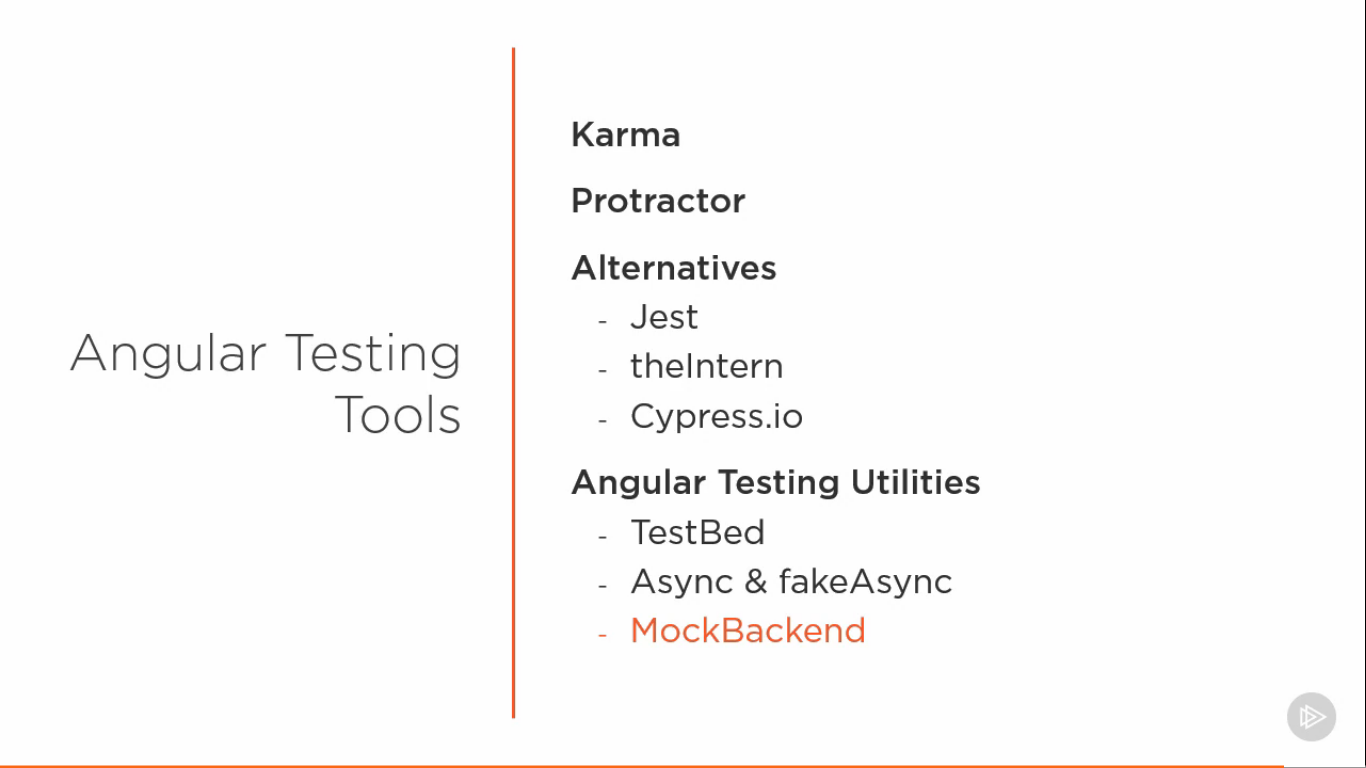 Angular Testing
Tools
Karma
Protractor
Alternatives
- Jest
- theIntern
- Cypress.io
Angular Testing Utilities
- TestBed
- Async & fakeAsync
- MockBackend